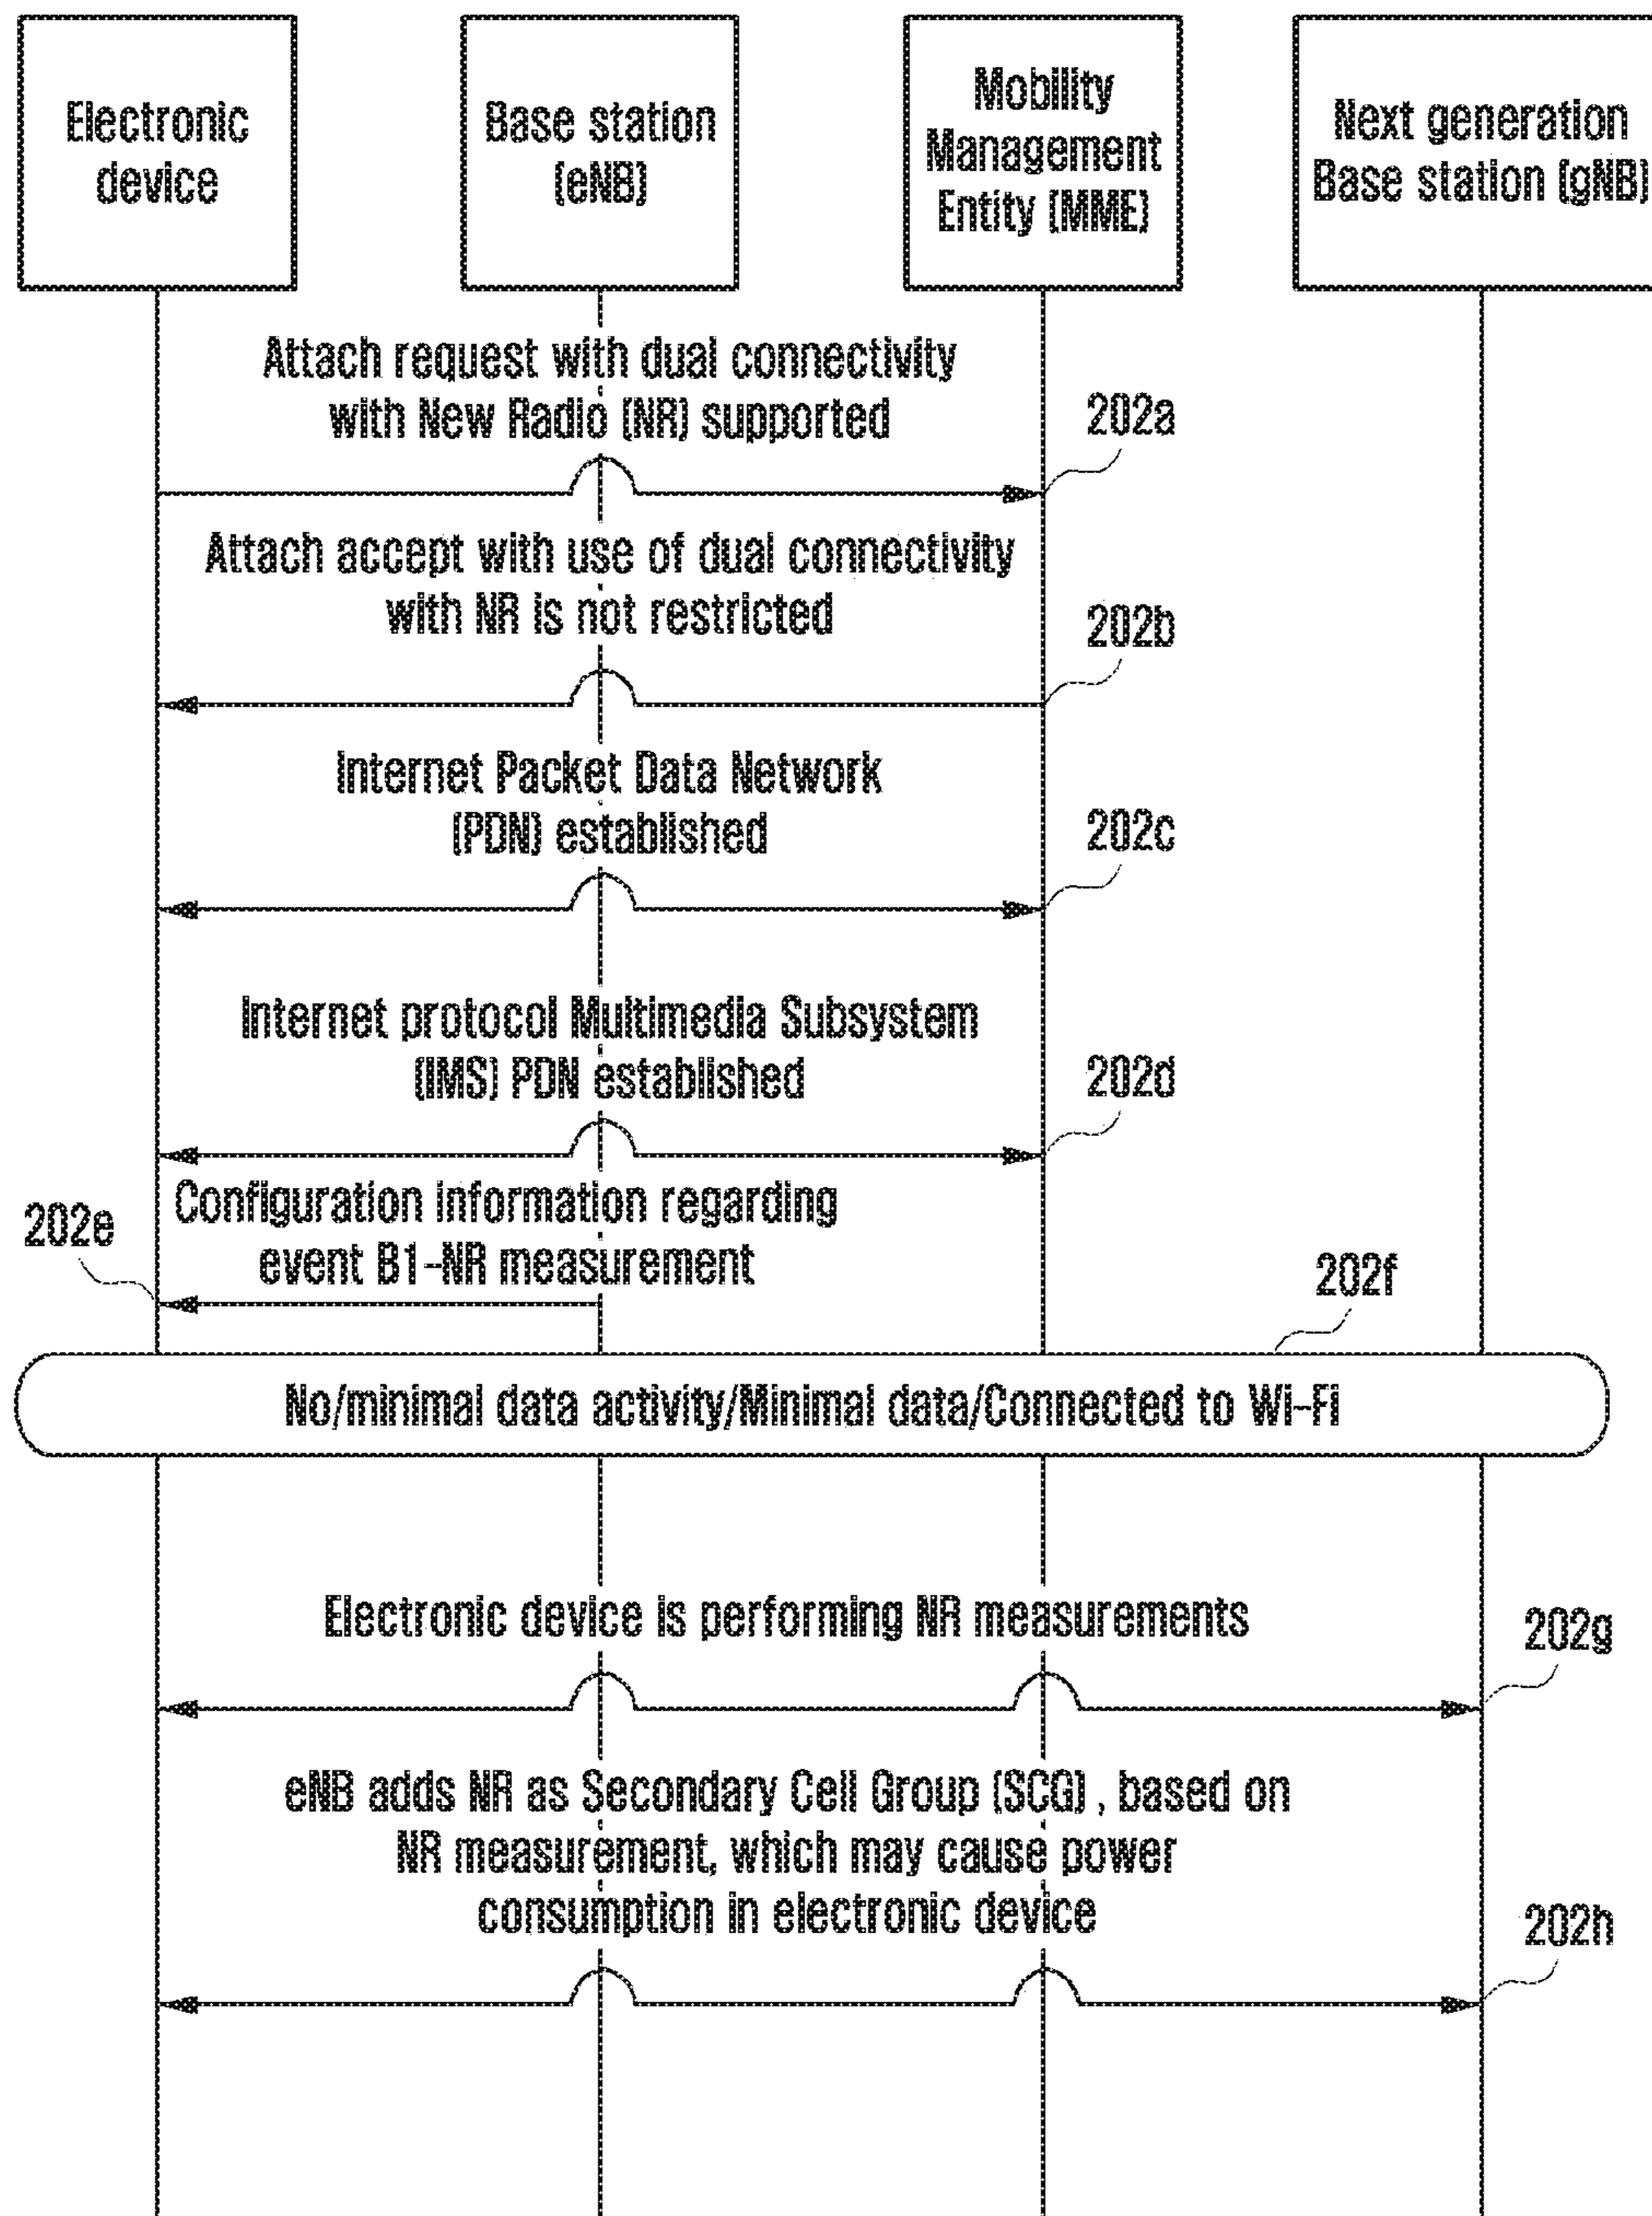 Electronic
device
Base station
(eNB)
Mobility
Management
Entity (MME)
Next generation
Base station (gNB)
Attach request with dual connectivity
with New Radio (NR) supported
202a
Attach accept with use of dual connectivity
with NR is not restricted
202b
Internet Packet Data Network
(PDN) established
202c
Internet protocol Multimedia Subsystem
(IMS) PDN established
202d
Configuration information regarding
event B1-NR measurement
202e
202f
No/minimal data activity/Minimal data/Connected to Wi-Fi
Electronic device is performing NR measurements
202g
eNB adds NR as Secondary Cell Group (SCG) , based on
NR measurement, which may cause power
consumption in electronic device
202h